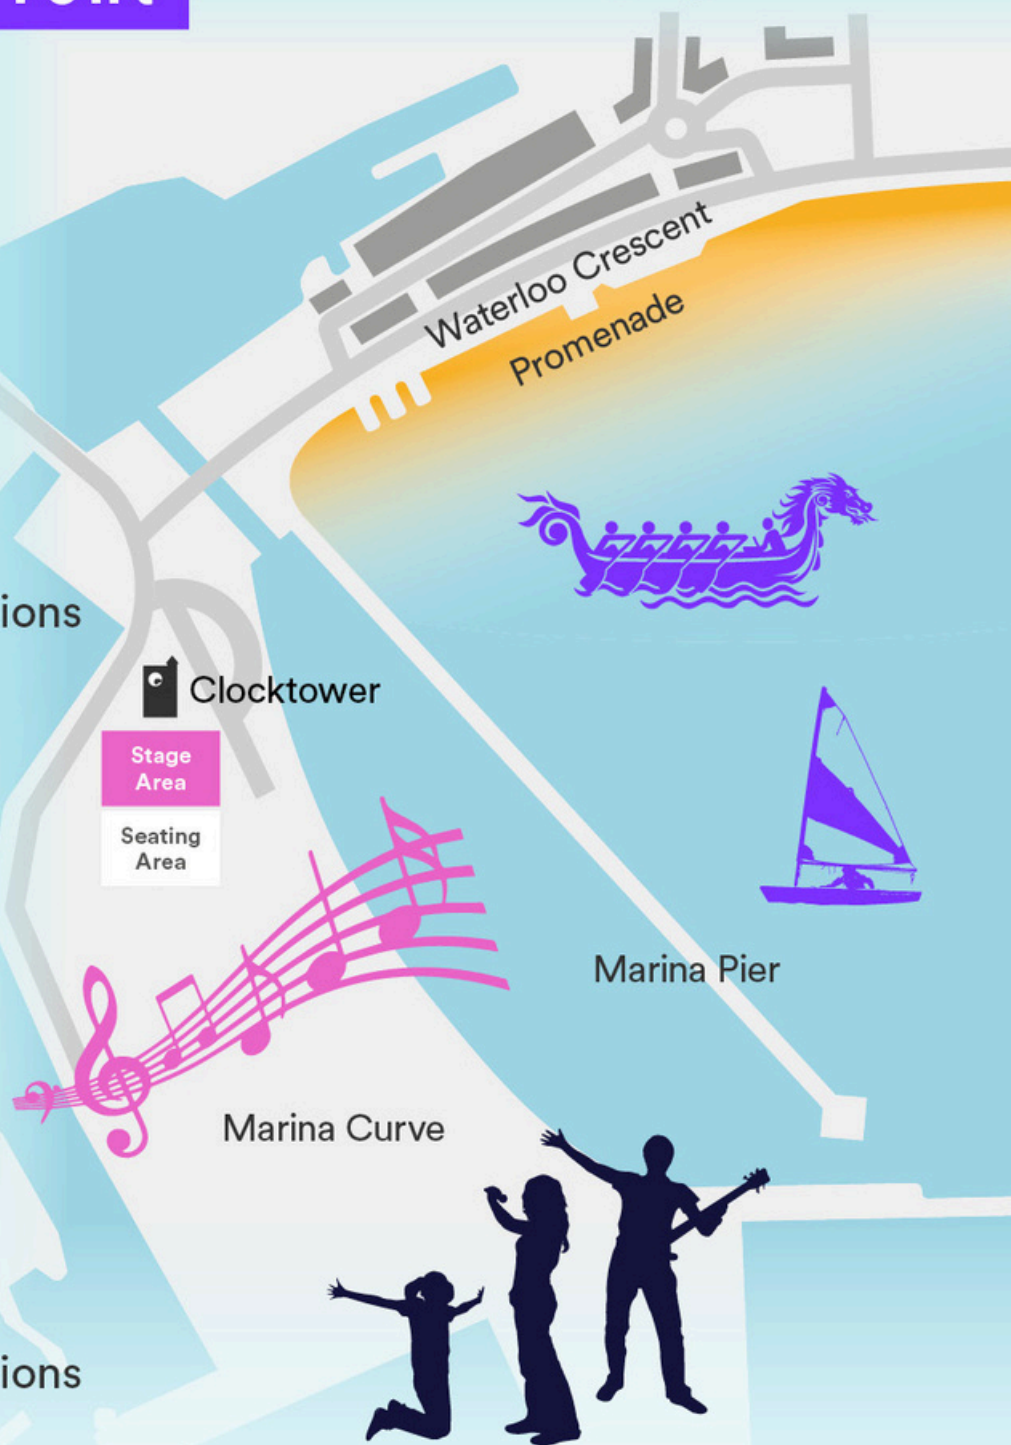 Waterloo Crescent
Promenade
ions
Clocktower
Stage
Area
Seating
Area
Marina Pier
Marina Curve
ions